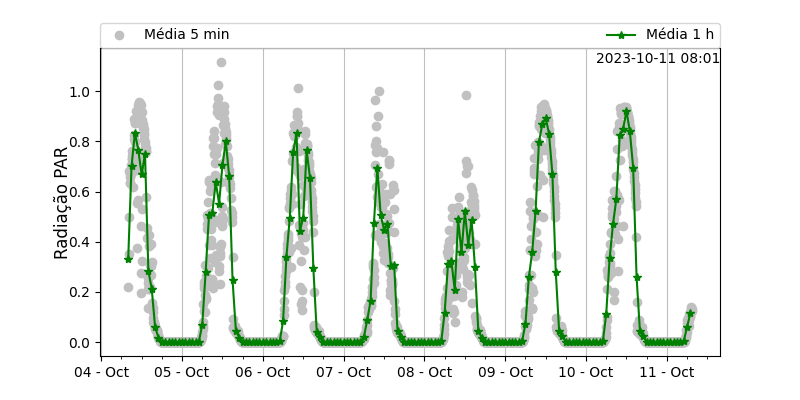 Média 5 min
Média 1 h
2023-10-11 08:01
Radiação PAR
1.0
0.8
0.6
0.4
0.2
0.0
04 - Oct
05 - Oct
06 - Oct
07 - Oct
08 - Oct
09 - Oct
10 - Oct
11 - Oct